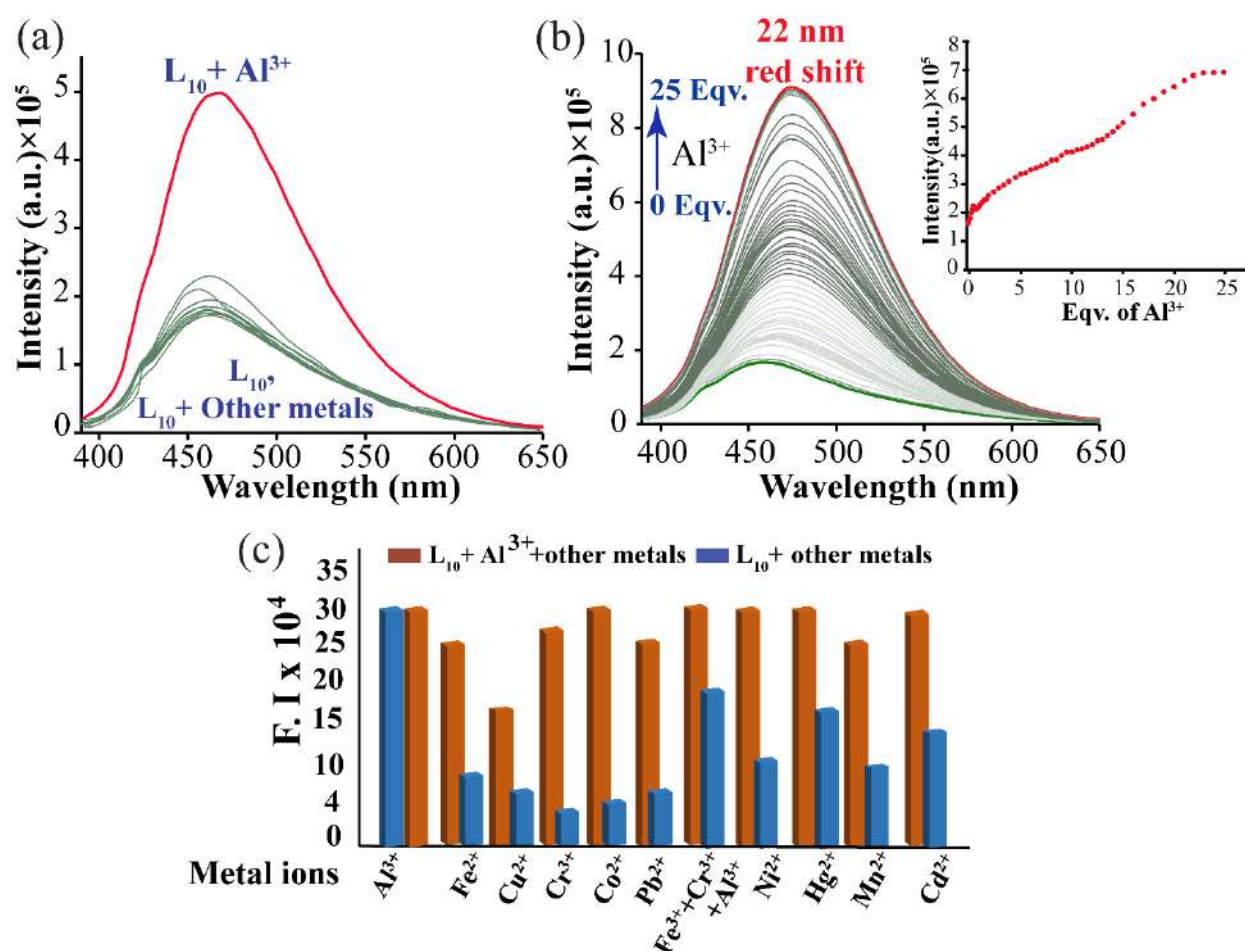 (a)
L₁₀+ Al³⁺
Intensity (a.u.)×10⁵
5
4
3
2
1
0
L₁₀,
L₁₀+ Other metals
400 450 500 550 600 650
Wavelength (nm)
(b)
22 nm
red shift
25 Eqv.
Al³⁺
0 Eqv.
Intensity (a.u.)×10⁵
10
8
6
4
2
0
400 450 500 550 600 650
Wavelength (nm)
Intensity(a.u.)×10⁵
8
7
6
5
4
3
2
1
0 5 10 15 20 25
Eqv. of Al³⁺
(c)
L₁₀+ Al³⁺+other metals L₁₀+ other metals
F. I x 10⁴
35
30
25
20
15
10
4
0
Metal ions
Al³⁺
Fe²⁺
Cu²⁺
Cr³⁺
Co²⁺
Pb²⁺
Fe³⁺+Cr³⁺
+Al³⁺
Ni²⁺
Hg²⁺
Mn²⁺
Cd²⁺